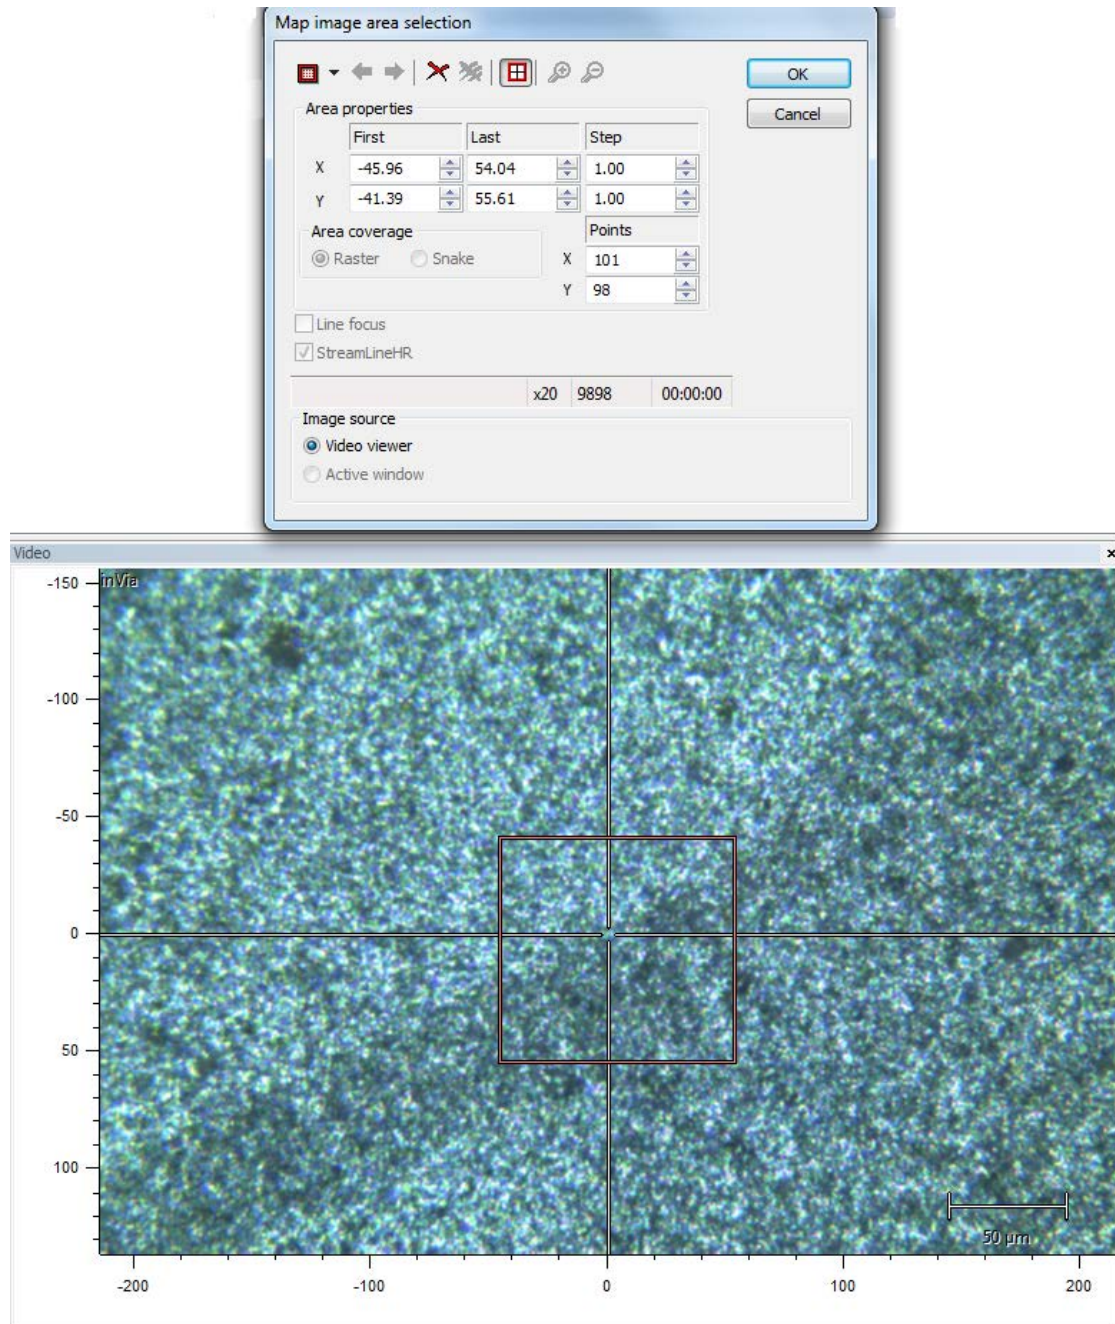 Map image area selection
OK
Cancel
Area properties
First Last Step
X -45.96 54.04 1.00
Y -41.39 55.61 1.00
Area coverage Points
Raster Snake X 101
Y 98
Line focus
StreamLineHR
x20 9898 00:00:00
Image source
Video viewer
Active window
Video x
-150
inVia
-100
-50
0
50
100
50 µm
-200 -100 0 100 200